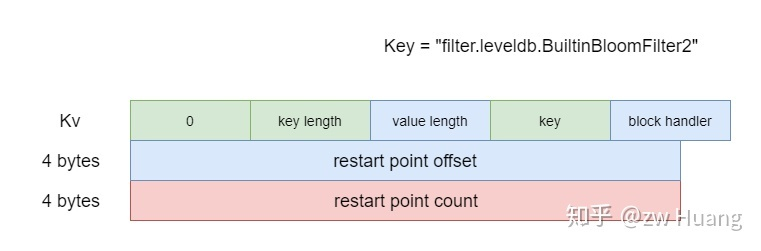 Key = "filter.leveldb.BuiltinBloomFilter2"
Kv 0 key length value length key block handler
4 bytes restart point offset
4 bytes restart point count
知乎 @zw Huang